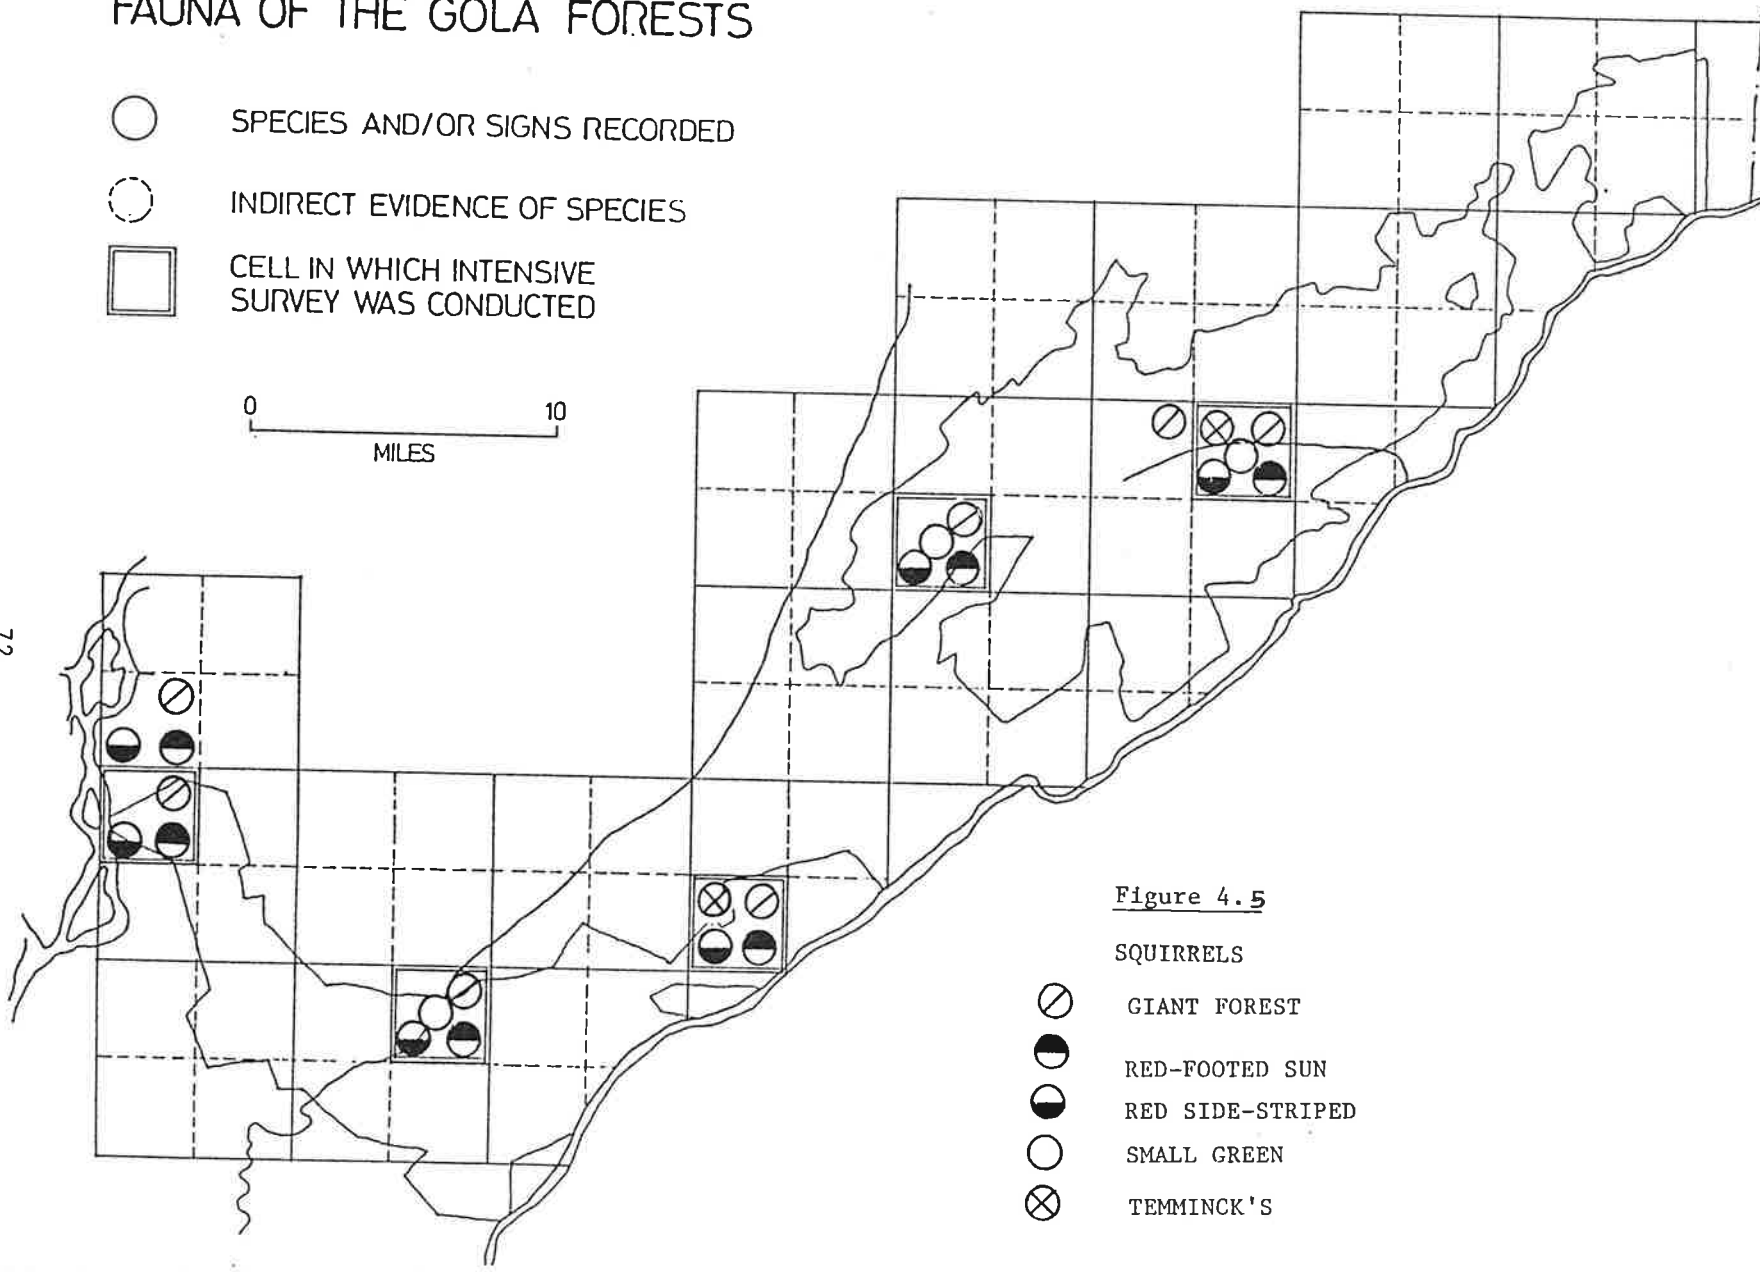 FAUNA OF THE GOLA FORESTS
SPECIES AND/OR SIGNS RECORDED
INDIRECT EVIDENCE OF SPECIES
CELL IN WHICH INTENSIVE
SURVEY WAS CONDUCTED
0 10
MILES
72
Figure 4.5
SQUIRRELS
GIANT FOREST
RED-FOOTED SUN
RED SIDE-STRIPED
SMALL GREEN
TEMMINCK'S